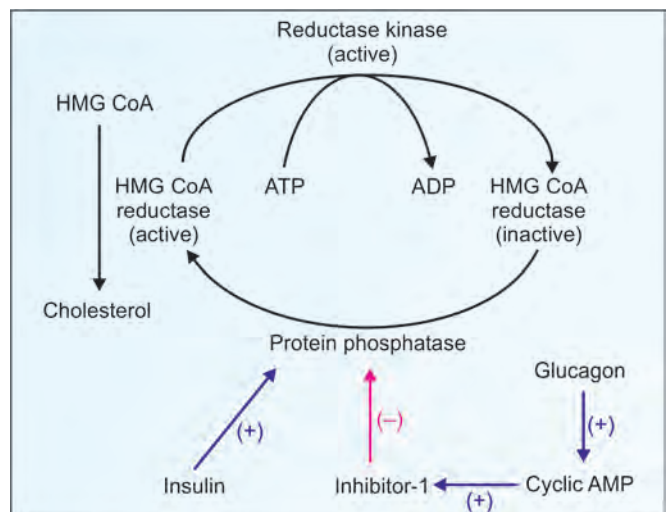 Reductase kinase
(active)
HMG CoA
HMG CoA
reductase
(active)
ATP
ADP
HMG CoA
reductase
(inactive)
Cholesterol
Protein phosphatase
Glucagon
(+)
(−)
(+)
Insulin
Inhibitor-1
(+)
Cyclic AMP